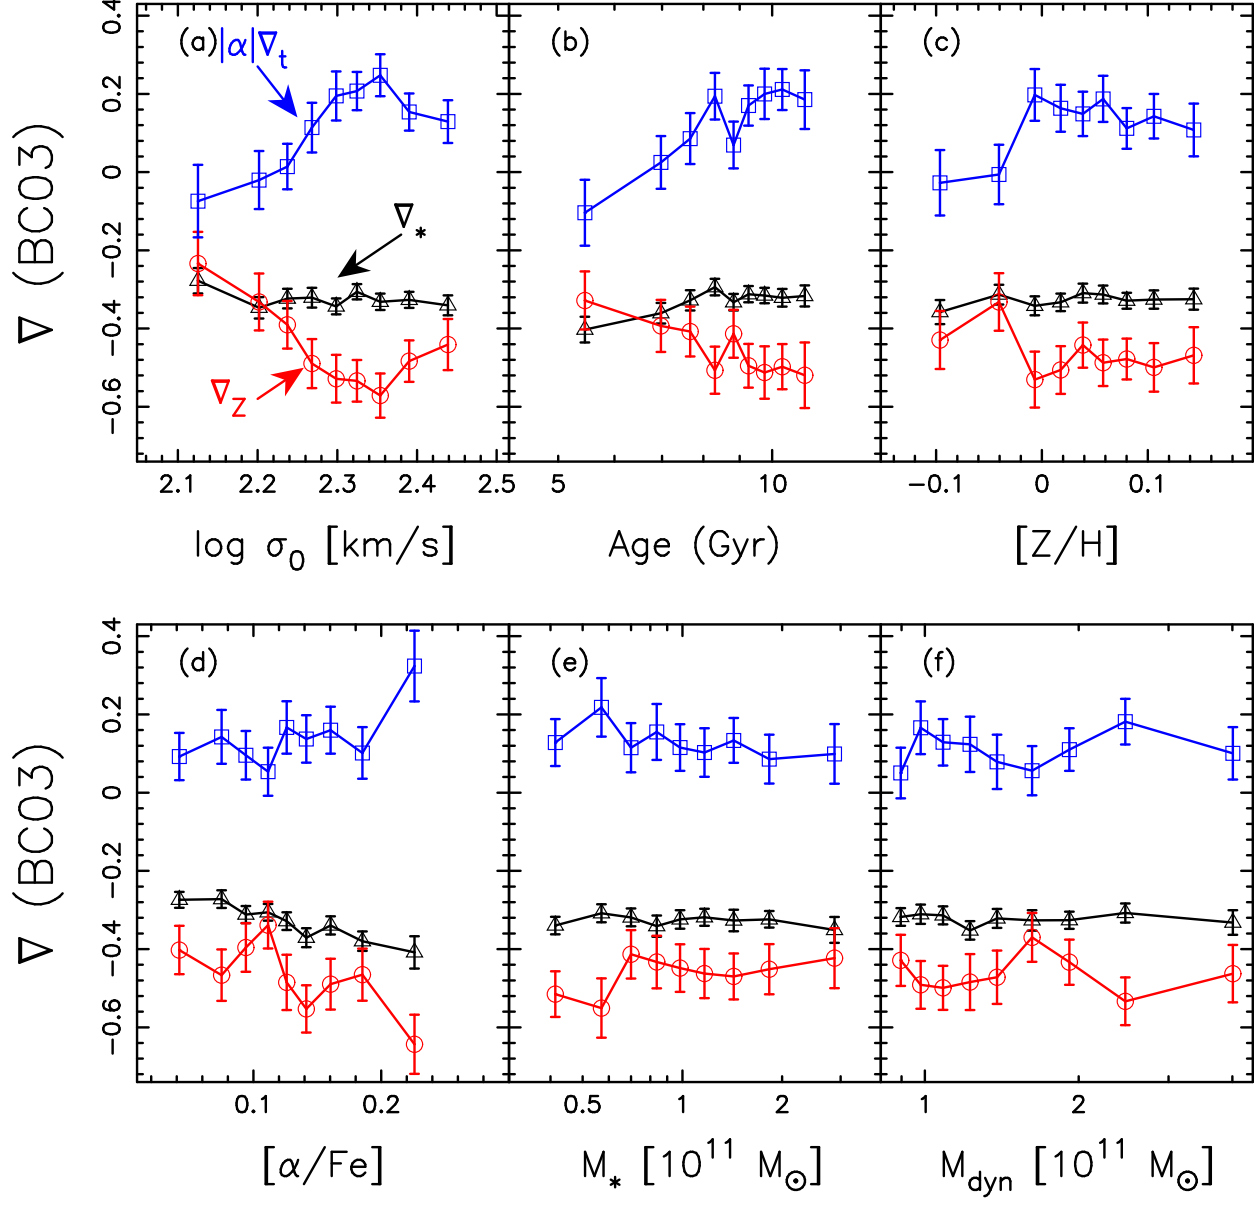 ∇ (BC03)
0.4
0.2
0
−0.2
−0.4
−0.6
(a)
|α|∇t
∇*
∇Z
2.1 2.2 2.3 2.4 2.5
log σ0 [km/s]
(b)
5 10
Age (Gyr)
(c)
−0.1 0 0.1
[Z/H]
∇ (BC03)
0.4
0.2
0
−0.2
−0.4
−0.6
(d)
0.1 0.2
[α/Fe]
(e)
0.5 1 2
M* [10^11 M⊙]
(f)
1 2
Mdyn [10^11 M⊙]